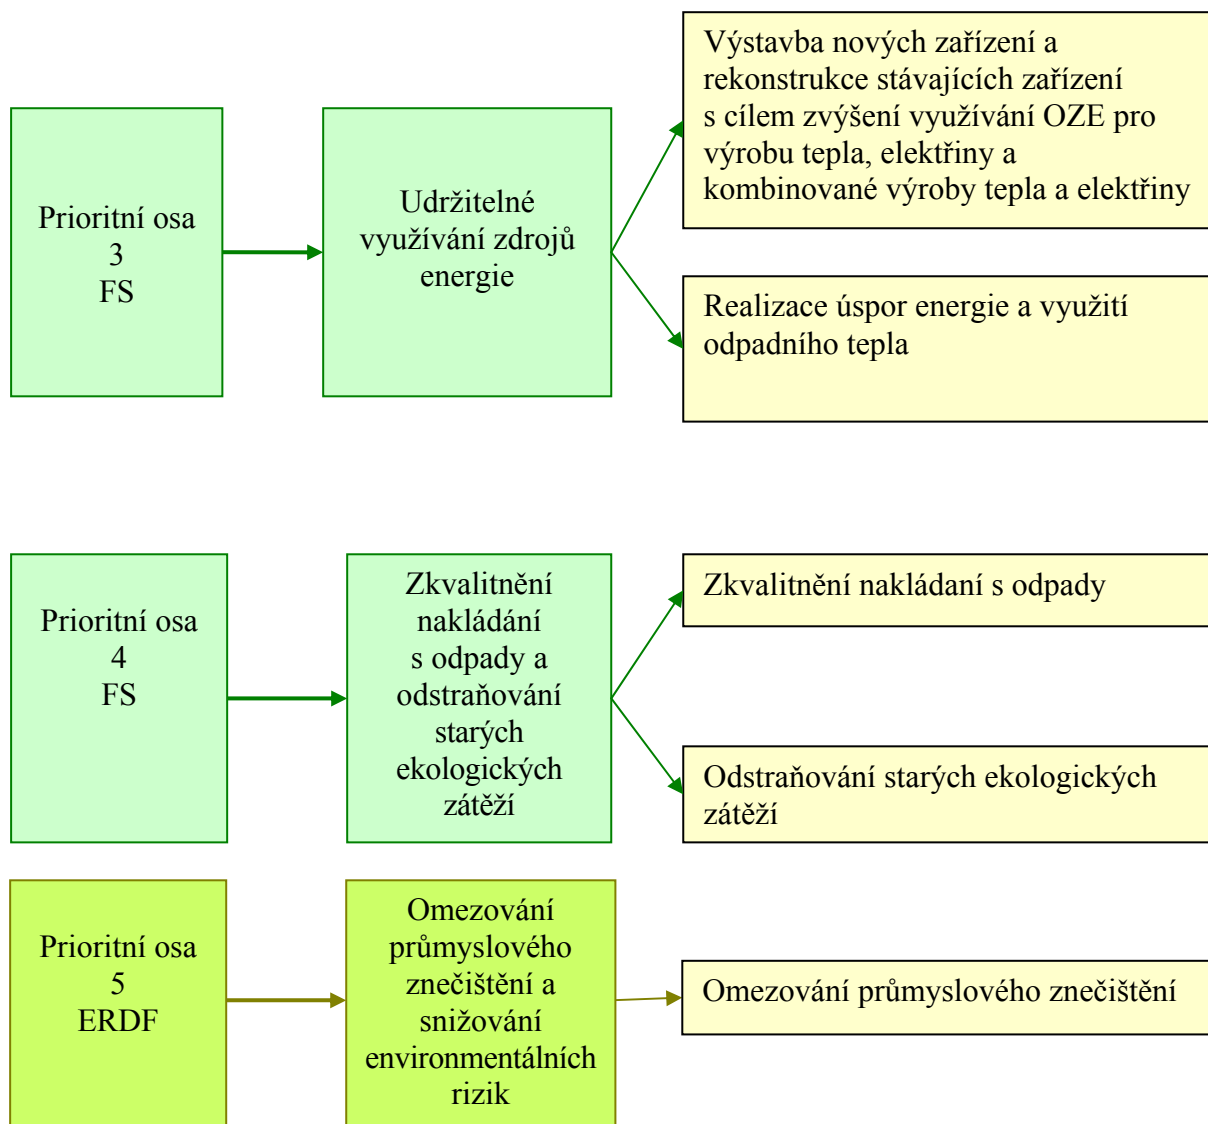 Prioritní osa
3
FS
Udržitelné
využívání zdrojů
energie
Výstavba nových zařízení a
rekonstrukce stávajících zařízení
s cílem zvýšení využívání OZE pro
výrobu tepla, elektřiny a
kombinované výroby tepla a elektřiny
Realizace úspor energie a využití
odpadního tepla
Prioritní osa
4
FS
Zkvalitnění
nakládání
s odpady a
odstraňování
starých
ekologických
zátěží
Zkvalitnění nakládaní s odpady
Odstraňování starých ekologických
zátěží
Prioritní osa
5
ERDF
Omezování
průmyslového
znečištění a
snižování
environmentálních
rizik
Omezování průmyslového znečištění